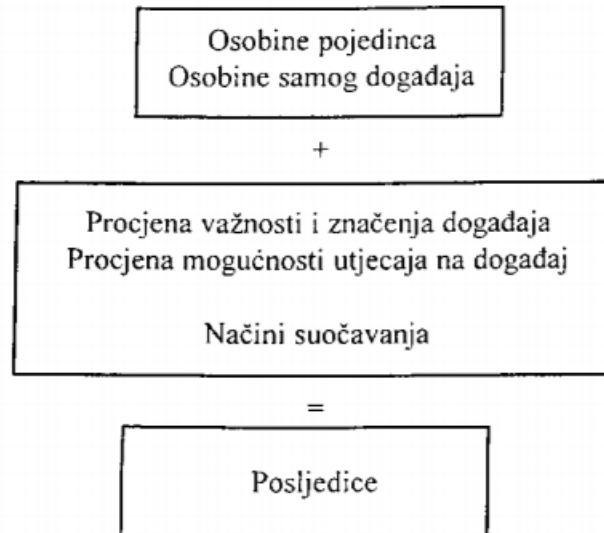 Osobine pojedinca
Osobine samog događaja
+
Procjena važnosti i značenja događaja
Procjena mogućnosti utjecaja na događaj
Načini suočavanja
=
Posljedice